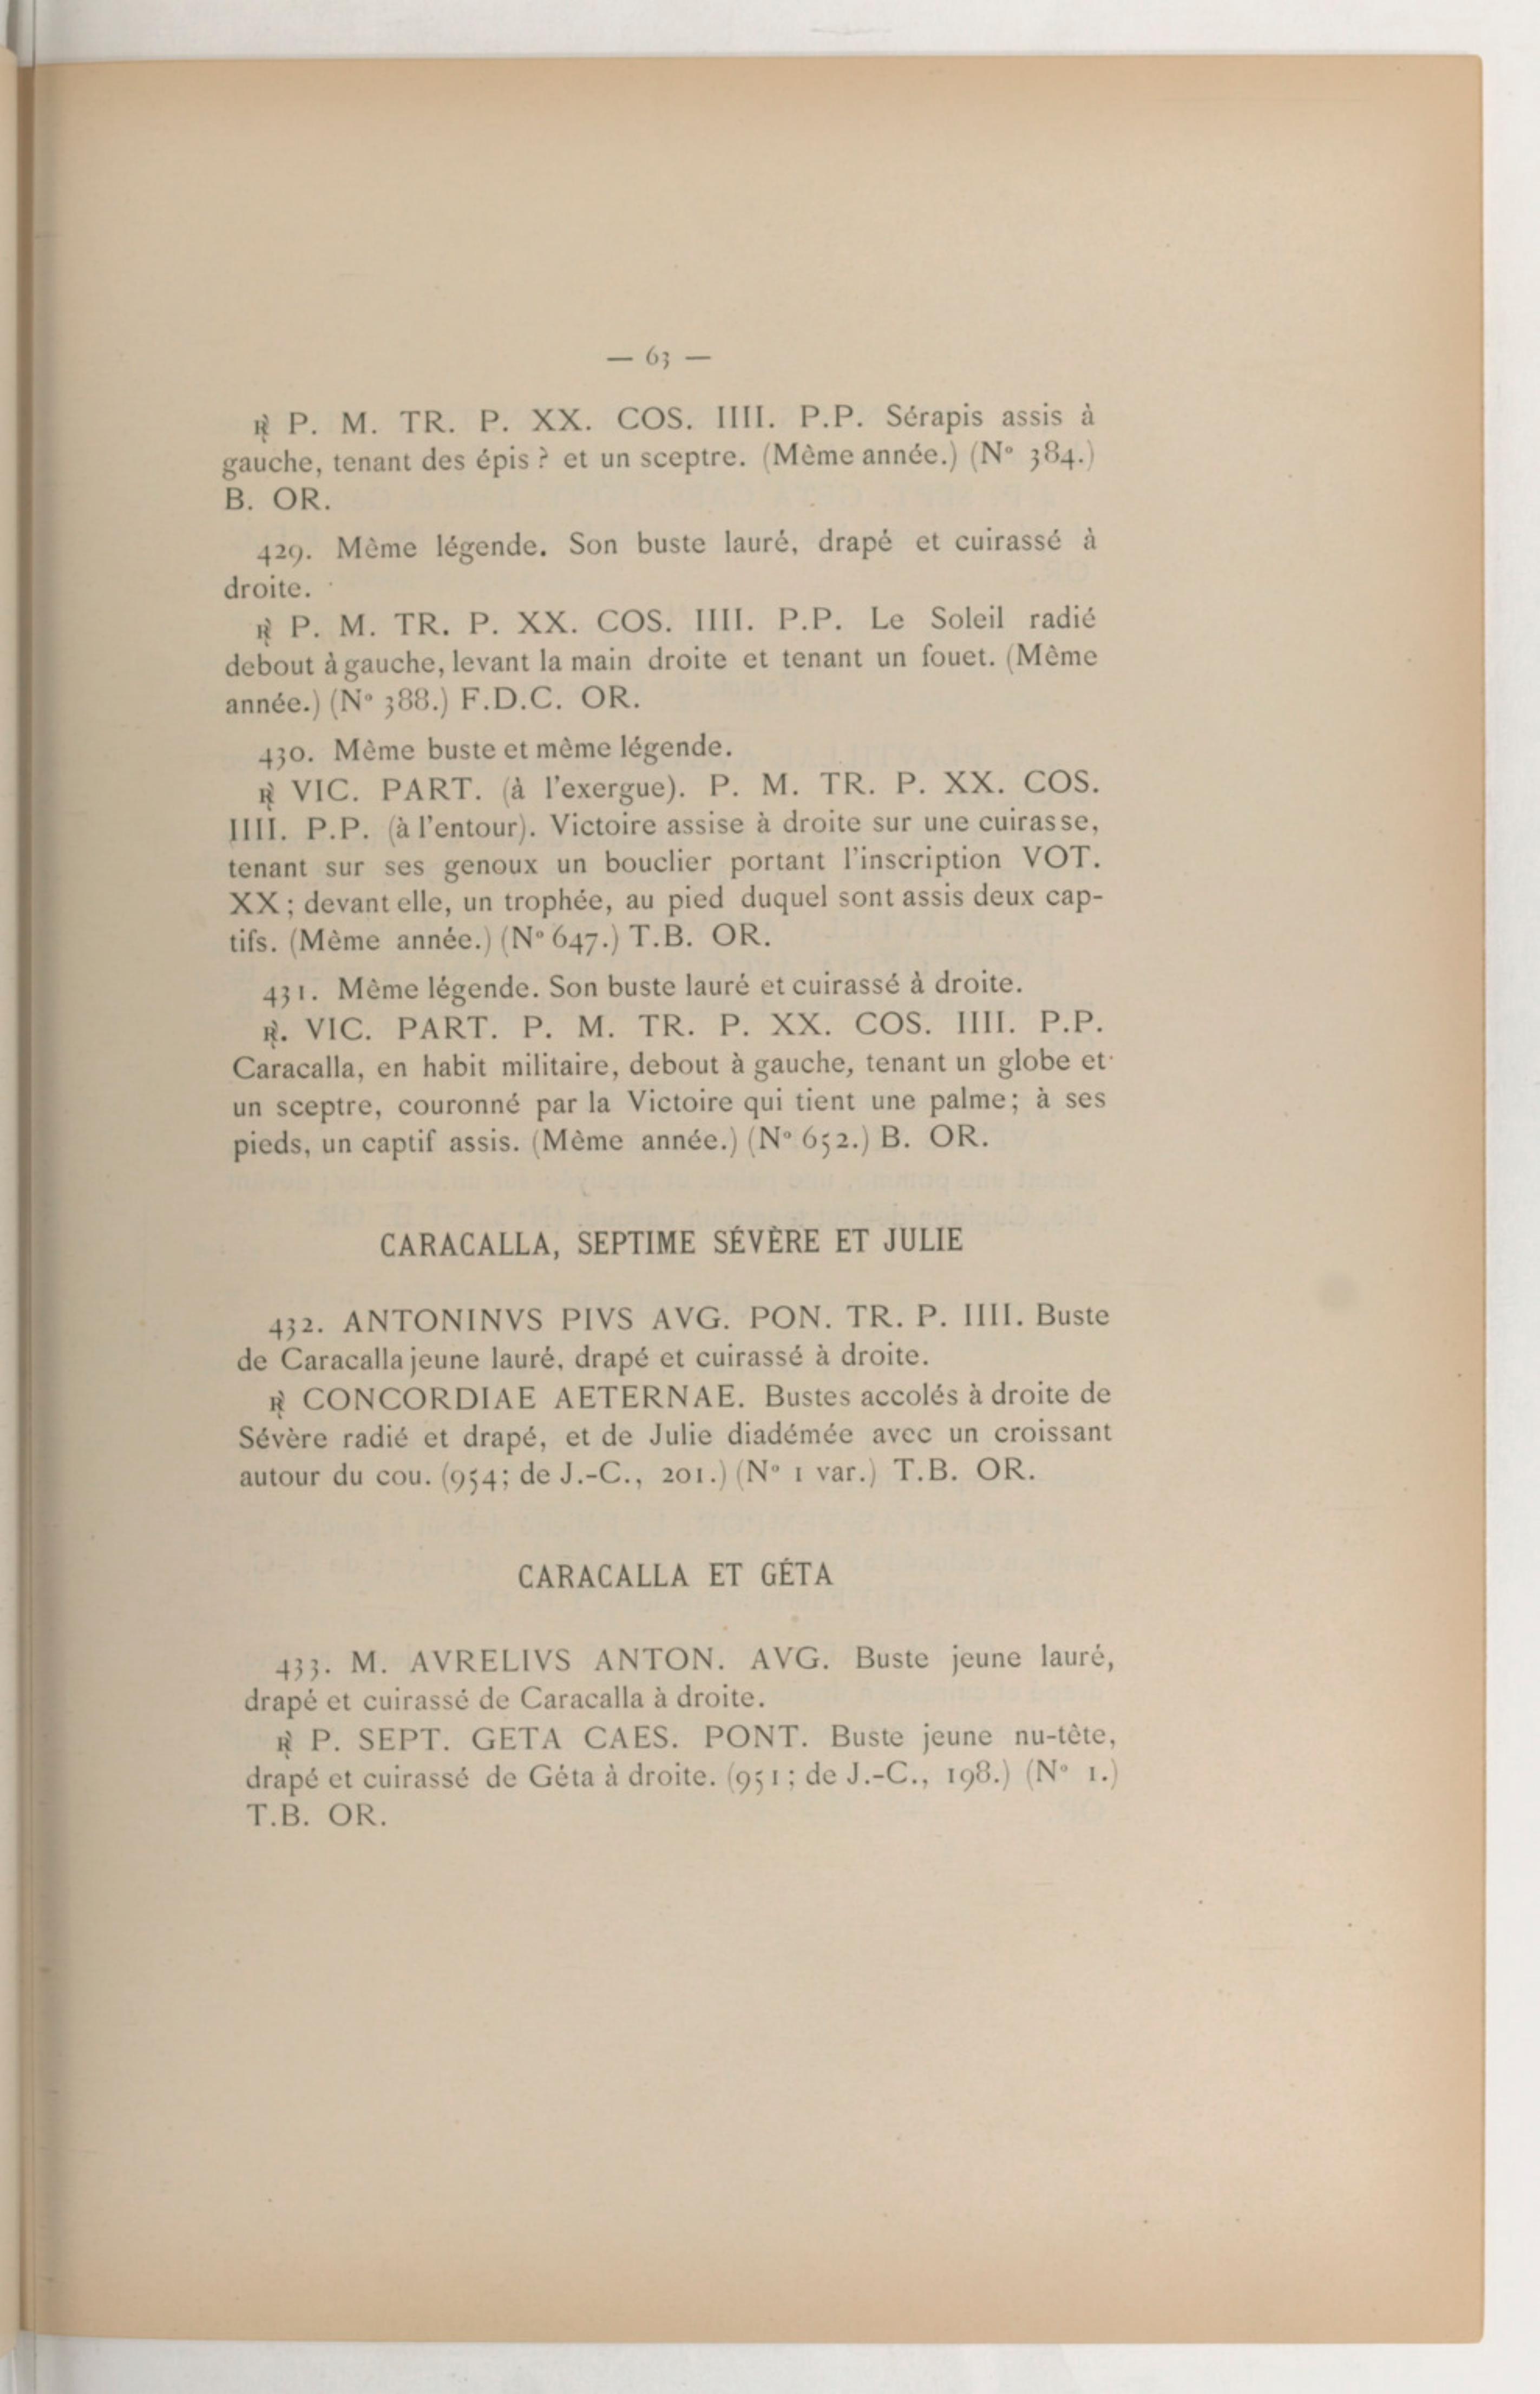 — 63 —
℟ P. M. TR. P. XX. COS. IIII. P.P. Sérapis assis à
gauche, tenant des épis ? et un sceptre. (Même année.) (N° 384.)
B. OR.
429. Même légende. Son buste lauré, drapé et cuirassé à
droite.
℟ P. M. TR. P. XX. COS. IIII. P.P. Le Soleil radié
debout à gauche, levant la main droite et tenant un fouet. (Même
année.) (N° 388.) F.D.C. OR.
430. Même buste et même légende.
℟ VIC. PART. (à l'exergue). P. M. TR. P. XX. COS.
IIII. P.P. (à l'entour). Victoire assise à droite sur une cuirasse,
tenant sur ses genoux un bouclier portant l'inscription VOT.
XX; devant elle, un trophée, au pied duquel sont assis deux cap-
tifs. (Même année.) (N° 647.) T.B. OR.
431. Même légende. Son buste lauré et cuirassé à droite.
℟. VIC. PART. P. M. TR. P. XX. COS. IIII. P.P.
Caracalla, en habit militaire, debout à gauche, tenant un globe et
un sceptre, couronné par la Victoire qui tient une palme; à ses
pieds, un captif assis. (Même année.) (N° 652.) B. OR.
CARACALLA, SEPTIME SÉVÈRE ET JULIE
432. ANTONINVS PIVS AVG. PON. TR. P. IIII. Buste
de Caracalla jeune lauré, drapé et cuirassé à droite.
℟ CONCORDIAE AETERNAE. Bustes accolés à droite de
Sévère radié et drapé, et de Julie diadémée avec un croissant
autour du cou. (954; de J.-C., 201.) (N° 1 var.) T.B. OR.
CARACALLA ET GÉTA
433. M. AVRELIVS ANTON. AVG. Buste jeune lauré,
drapé et cuirassé de Caracalla à droite.
℟ P. SEPT. GETA CAES. PONT. Buste jeune nu-tête,
drapé et cuirassé de Géta à droite. (951; de J.-C., 198.) (N° 1.)
T.B. OR.